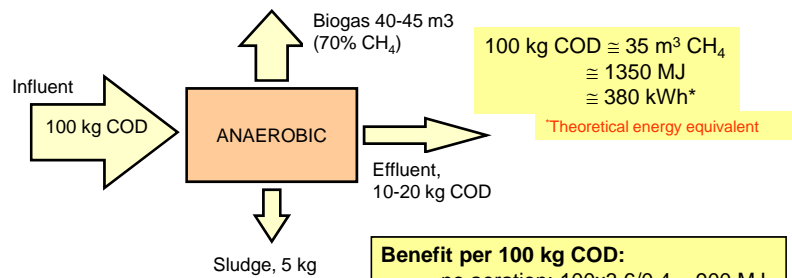 Biogas 40-45 m3
(70% CH₄)
100 kg COD ≅ 35 m³ CH₄
≅ 1350 MJ
≅ 380 kWh*
*Theoretical energy equivalent
Influent
100 kg COD
ANAEROBIC
Effluent,
10-20 kg COD
Sludge, 5 kg
Benefit per 100 kg COD: